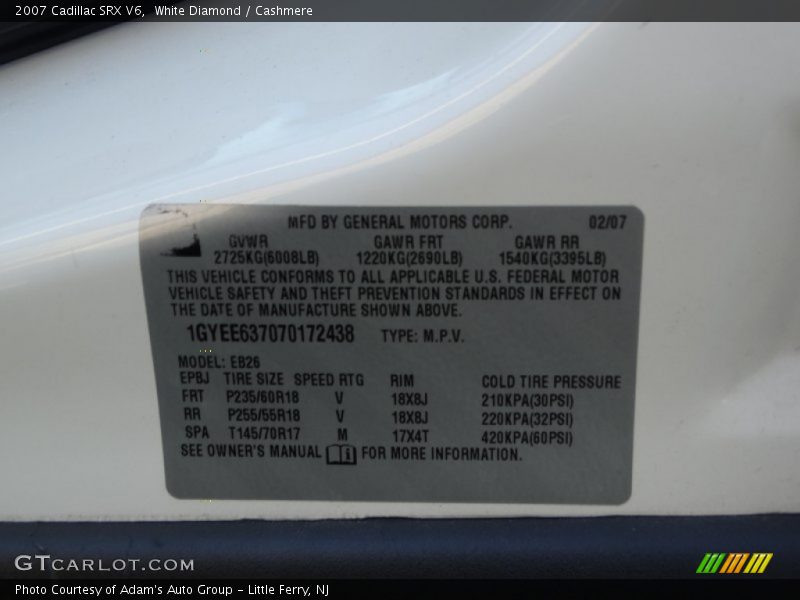 2007 Cadillac SRX V6,  White Diamond / Cashmere
MFD BY GENERAL MOTORS CORP. 02/07
GVWR GAWR FRT GAWR RR
2725KG(6008LB) 1220KG(2690LB) 1540KG(3395LB)
THIS VEHICLE CONFORMS TO ALL APPLICABLE U.S. FEDERAL MOTOR
VEHICLE SAFETY AND THEFT PREVENTION STANDARDS IN EFFECT ON
THE DATE OF MANUFACTURE SHOWN ABOVE.
1GYEE637070172438 TYPE: M.P.V.
MODEL: EB26
EPBJ TIRE SIZE SPEED RTG RIM COLD TIRE PRESSURE
FRT P235/60R18 V 18X8J 210KPA(30PSI)
RR P255/55R18 V 18X8J 220KPA(32PSI)
SPA T145/70R17 M 17X4T 420KPA(60PSI)
SEE OWNER'S MANUAL FOR MORE INFORMATION.
GTCARLOT.COM
Photo Courtesy of Adam's Auto Group - Little Ferry, NJ